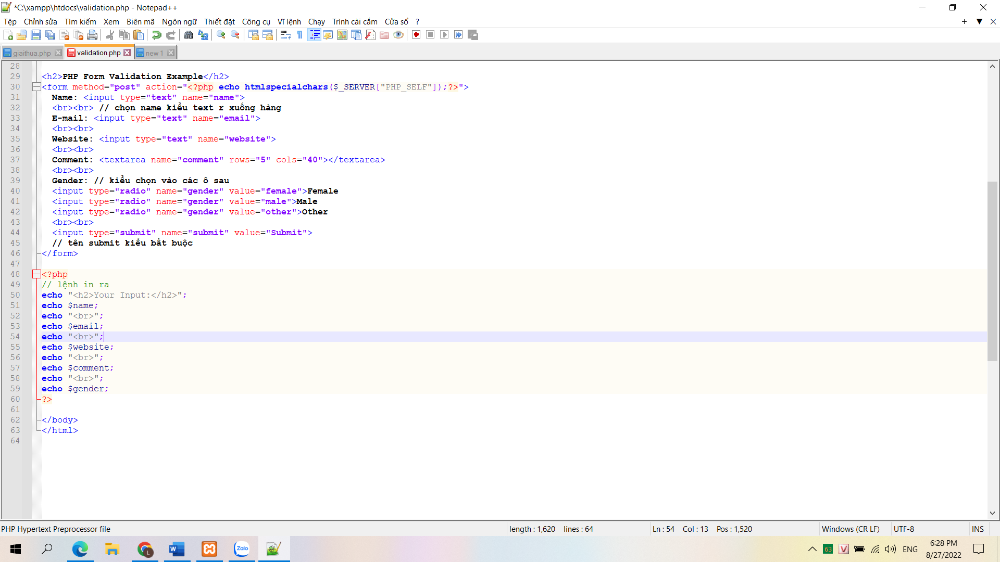 *C:\xampp\htdocs\validation.php - Notepad++
Tệp Chỉnh sửa Tìm kiếm Xem Biên mã Ngôn ngữ Thiết đặt Công cụ Vĩ lệnh Chạy Trình cài cắm Cửa sổ ?
giaithua.php validation.php new 1
28
29 <h2>PHP Form Validation Example</h2>
30 <form method="post" action="<?php echo htmlspecialchars($_SERVER["PHP_SELF"]);?>">
31 Name: <input type="text" name="name">
32 <br><br> // chọn name kiểu text r xuống hàng
33 E-mail: <input type="text" name="email">
34 <br><br>
35 Website: <input type="text" name="website">
36 <br><br>
37 Comment: <textarea name="comment" rows="5" cols="40"></textarea>
38 <br><br>
39 Gender: // kiểu chọn vào các ô sau
40 <input type="radio" name="gender" value="female">Female
41 <input type="radio" name="gender" value="male">Male
42 <input type="radio" name="gender" value="other">Other
43 <br><br>
44 <input type="submit" name="submit" value="Submit">
45 // tên submit kiểu bất buộc
46 </form>
47
48 <?php
49 // lệnh in ra
50 echo "<h2>Your Input:</h2>";
51 echo $name;
52 echo "<br>";
53 echo $email;
54 echo "<br>";
55 echo $website;
56 echo "<br>";
57 echo $comment;
58 echo "<br>";
59 echo $gender;
60 ?>
61
62 </body>
63 </html>
64
PHP Hypertext Preprocessor file length : 1,620 lines : 64 Ln : 54 Col : 13 Pos : 1,520 Windows (CR LF) UTF-8 INS
Zalo 63 V ENG 6:28 PM
8/27/2022